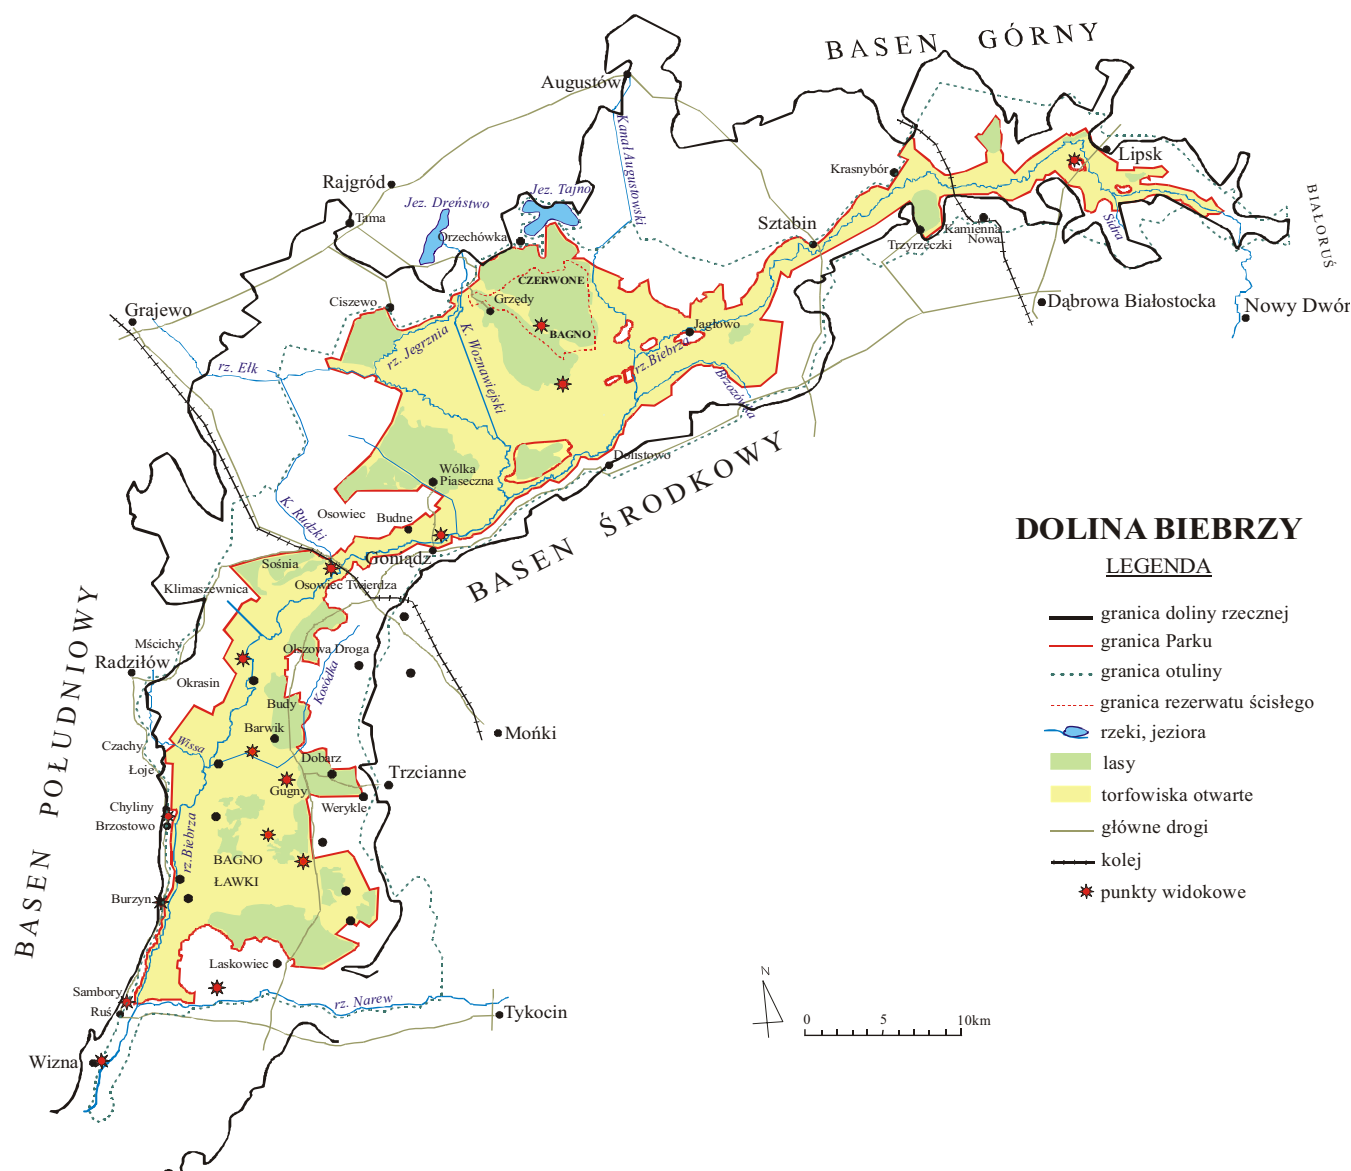 BASEN GÓRNY
Augustów
Kanał Augustowski
Lipsk
Krasnybór
Rajgród
Jez. Tajno
Jez. Dreństwo
BIAŁORUŚ
Tama
Sztabin
Sidra
Orzechówka
Kamienna
Nowa
Trzyrzeczki
CZERWONE
Ciszewo
Grzędy
Dąbrowa Białostocka
Nowy Dwór
Grajewo
Jagłowo
BAGNO
rz. Jegrznia
K. Woznawiejski
rz.Biebrza
rz. Ełk
Brzozówka
Dolistowo
BASEN ŚRODKOWY
Wólka
Piaseczna
K. Rudzki
Osowiec
Budne
DOLINA BIEBRZY
LEGENDA
Goniądz
Sośnia
Osowiec Twierdza
Klimaszewnica
granica doliny rzecznej
granica Parku
granica otuliny
granica rezerwatu ścisłego
rzeki, jeziora
lasy
torfowiska otwarte
główne drogi
kolej
punkty widokowe
BASEN POŁUDNIOWY
Mścichy
Radziłów
Olszowa Droga
Kosódka
Okrasin
Budy
Barwik
Mońki
Czachy
Wissa
Łoje
Dobarz
Trzcianne
Gugny
Werykle
Chyliny
Brzostowo
rz.Biebrza
BAGNO
ŁAWKI
Burzyn
Laskowiec
N
Sambory
rz. Narew
Ruś
Tykocin
0 5 10km
Wizna